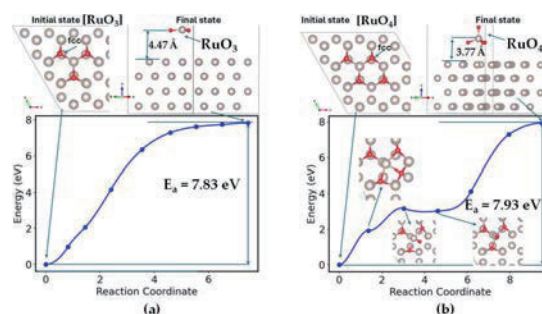 Initial state [RuO3] Final state
fcc
4.47 Å
RuO3
Energy (eV)
8
6
4
2
0
Ea = 7.83 eV
0 2 4 6
Reaction Coordinate
(a)
Initial state [RuO4] Final state
fcc
3.77 Å
RuO4
Energy (eV)
8
6
4
2
0
Ea = 7.93 eV
0 2 4 6 8
Reaction Coordinate
(b)